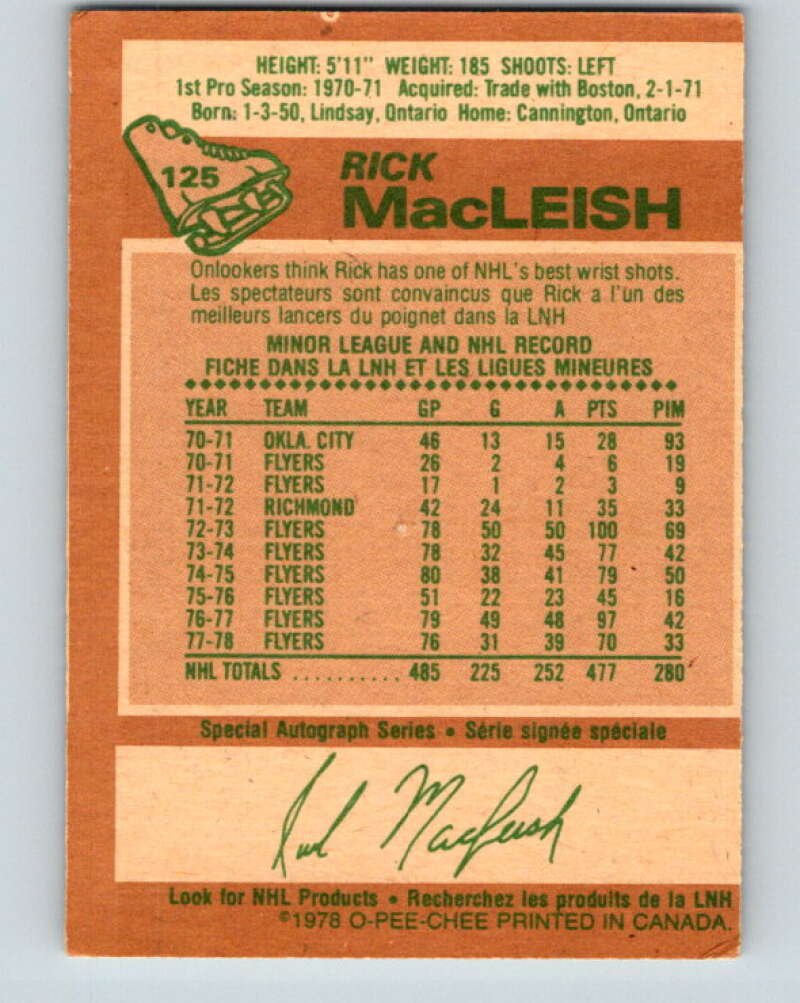 HEIGHT: 5'11" WEIGHT: 185 SHOOTS: LEFT
1st Pro Season: 1970-71 Acquired: Trade with Boston, 2-1-71
Born: 1-3-50, Lindsay, Ontario Home: Cannington, Ontario
125
RICK
MacLEISH
Onlookers think Rick has one of NHL's best wrist shots.
Les spectateurs sont convaincus que Rick a l'un des
meilleurs lancers du poignet dans la LNH
MINOR LEAGUE AND NHL RECORD
FICHE DANS LA LNH ET LES LIGUES MINEURES
YEAR TEAM GP G A PTS PIM
70-71 OKLA. CITY 46 13 15 28 93
70-71 FLYERS 26 2 4 6 19
71-72 FLYERS 17 1 2 3 9
71-72 RICHMOND 42 24 11 35 33
72-73 FLYERS 78 50 50 100 69
73-74 FLYERS 78 32 45 77 42
74-75 FLYERS 80 38 41 79 50
75-76 FLYERS 51 22 23 45 16
76-77 FLYERS 79 49 48 97 42
77-78 FLYERS 76 31 39 70 33
NHL TOTALS .......... 485 225 252 477 280
Special Autograph Series • Série signée spéciale
Rick MacLeish
Look for NHL Products • Recherchez les produits de la LNH
©1978 O-PEE-CHEE PRINTED IN CANADA.